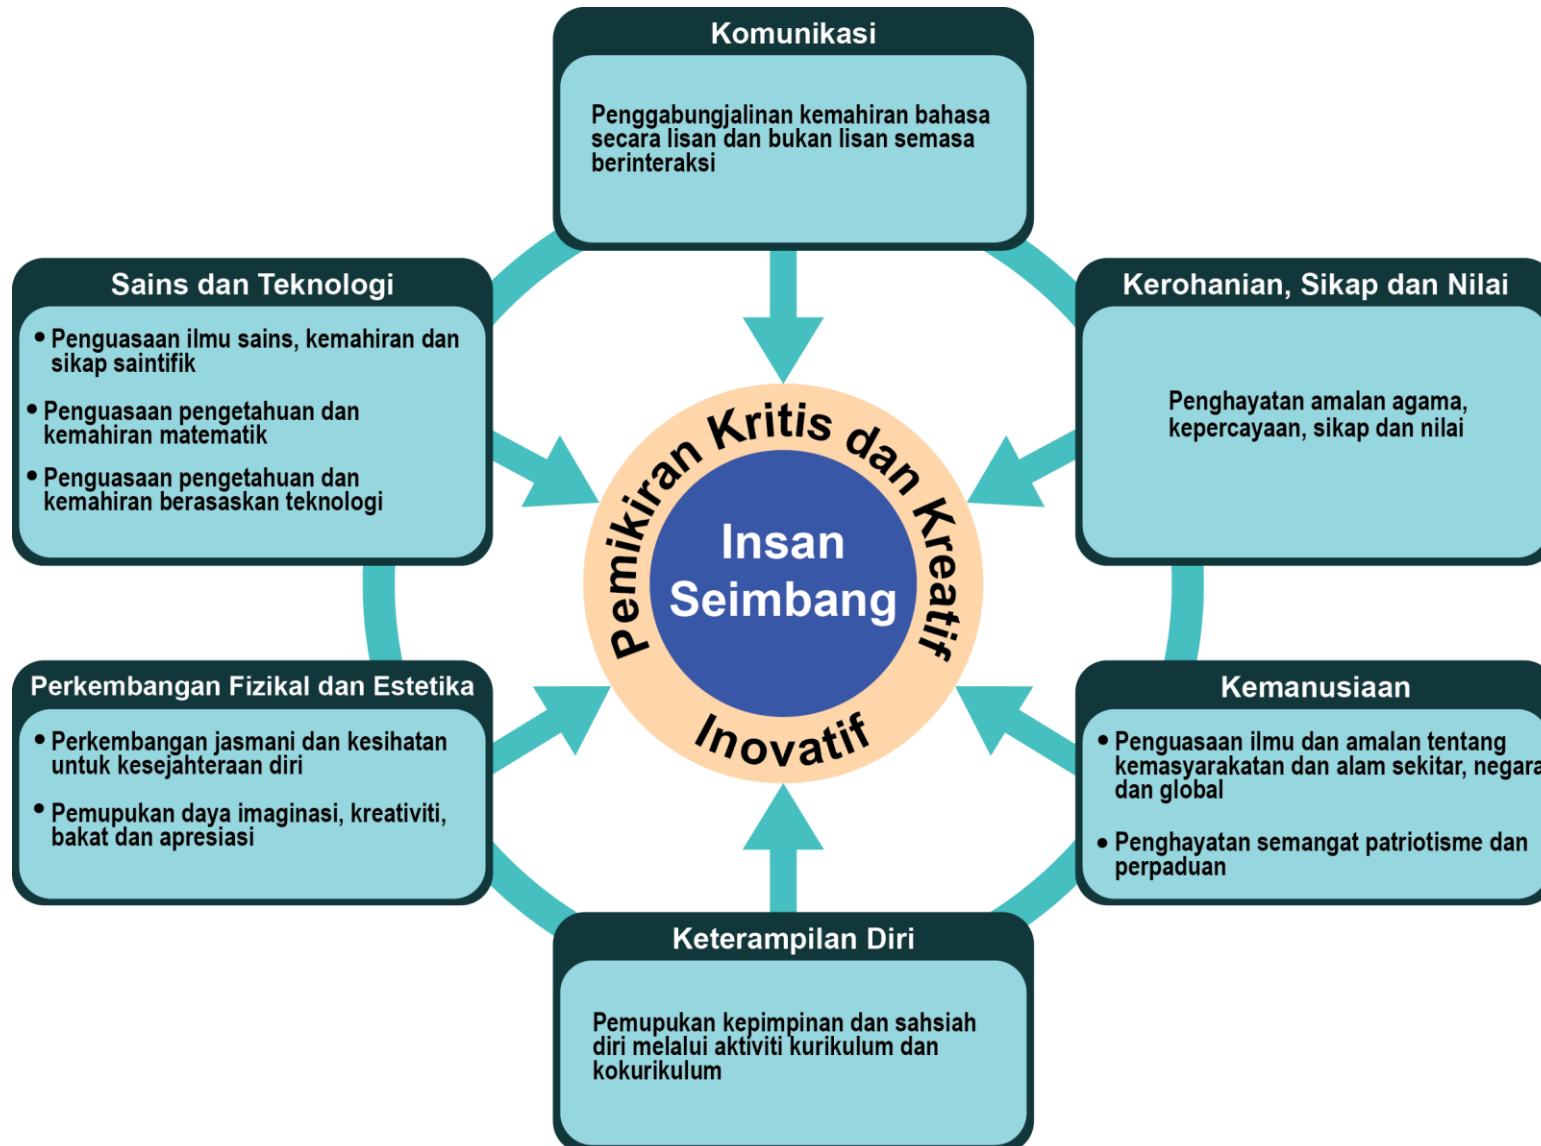 Komunikasi
Penggabungjalinan kemahiran bahasa
secara lisan dan bukan lisan semasa
berinteraksi
Sains dan Teknologi
• Penguasaan ilmu sains, kemahiran dan
sikap saintifik
• Penguasaan pengetahuan dan
kemahiran matematik
• Penguasaan pengetahuan dan
kemahiran berasaskan teknologi
Kerohanian, Sikap dan Nilai
Penghayatan amalan agama,
kepercayaan, sikap dan nilai
Pemikiran Kritis dan Kreatif
Insan
Seimbang
Inovatif
Perkembangan Fizikal dan Estetika
• Perkembangan jasmani dan kesihatan
untuk kesejahteraan diri
• Pemupukan daya imaginasi, kreativiti,
bakat dan apresiasi
Kemanusiaan
• Penguasaan ilmu dan amalan tentang
kemasyarakatan dan alam sekitar, negara
dan global
• Penghayatan semangat patriotisme dan
perpaduan
Keterampilan Diri
Pemupukan kepimpinan dan sahsiah
diri melalui aktiviti kurikulum dan
kokurikulum